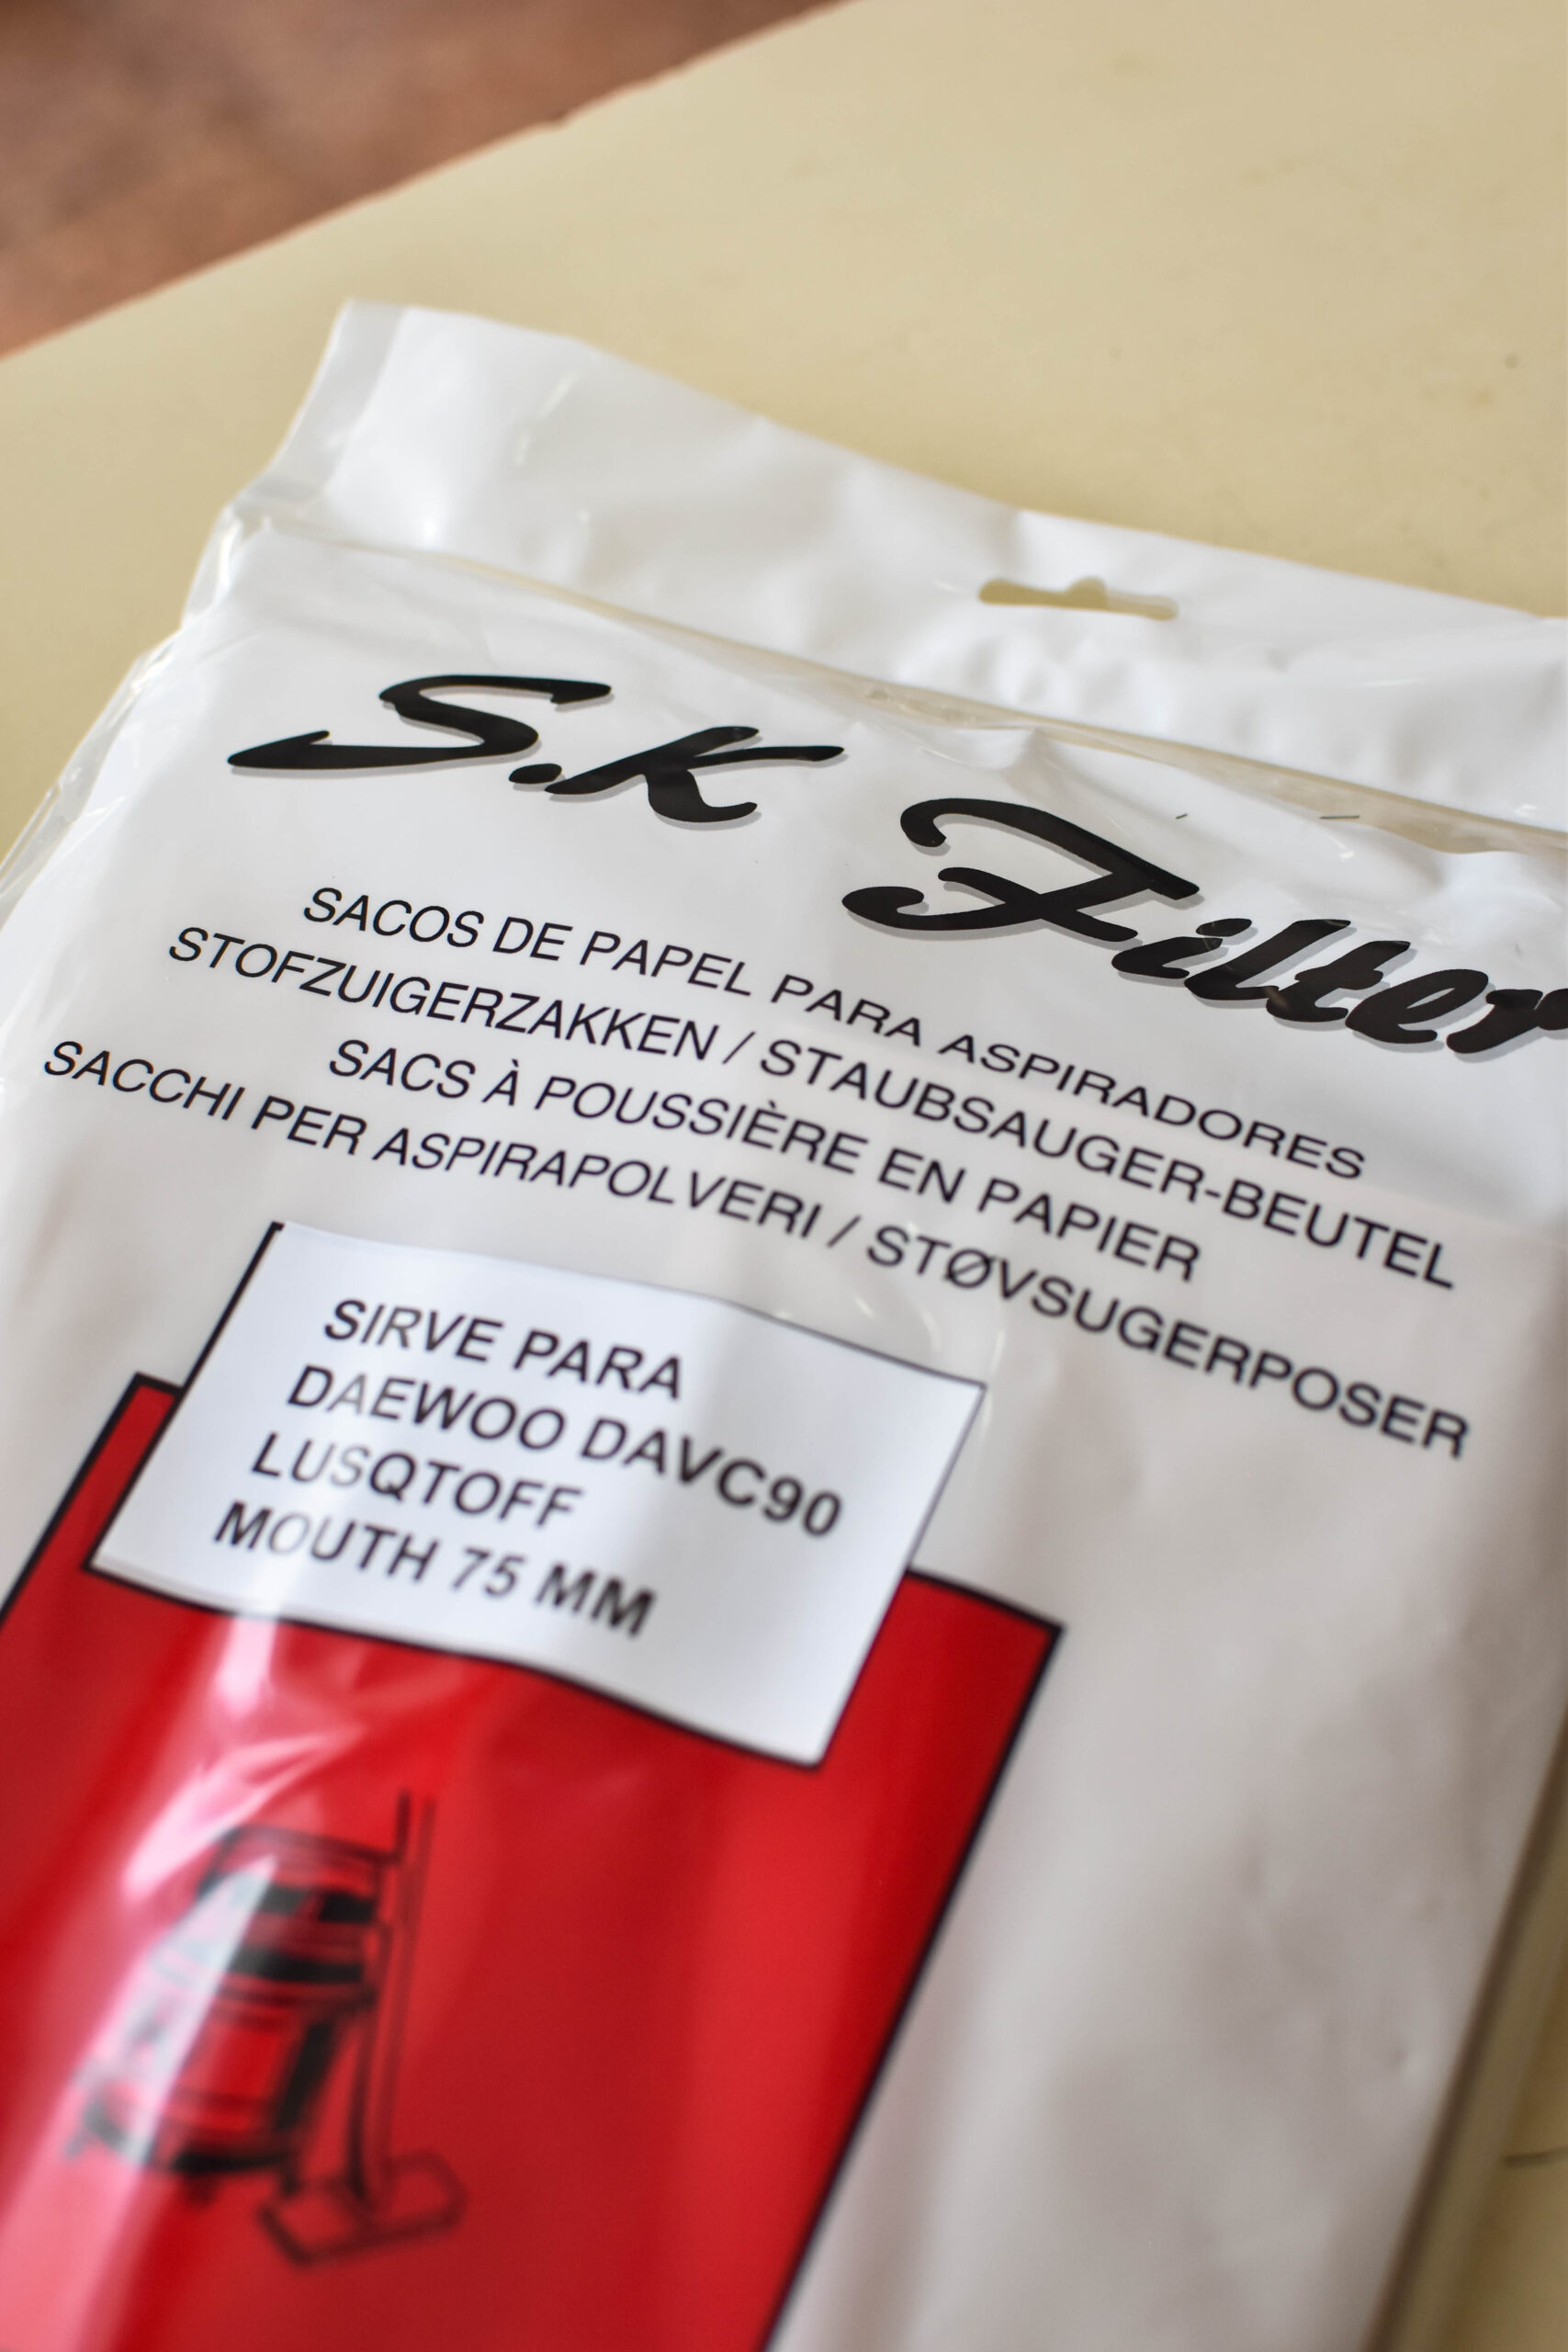 S.K Filter
SACOS DE PAPEL PARA ASPIRADORES
STOFZUIGERZAKKEN / STAUBSAUGER-BEUTEL
SACS À POUSSIÈRE EN PAPIER
SACCHI PER ASPIRAPOLVERI / STØVSUGERPOSER
SIRVE PARA
DAEWOO DAVC90
LUSQTOFF
MOUTH 75 MM